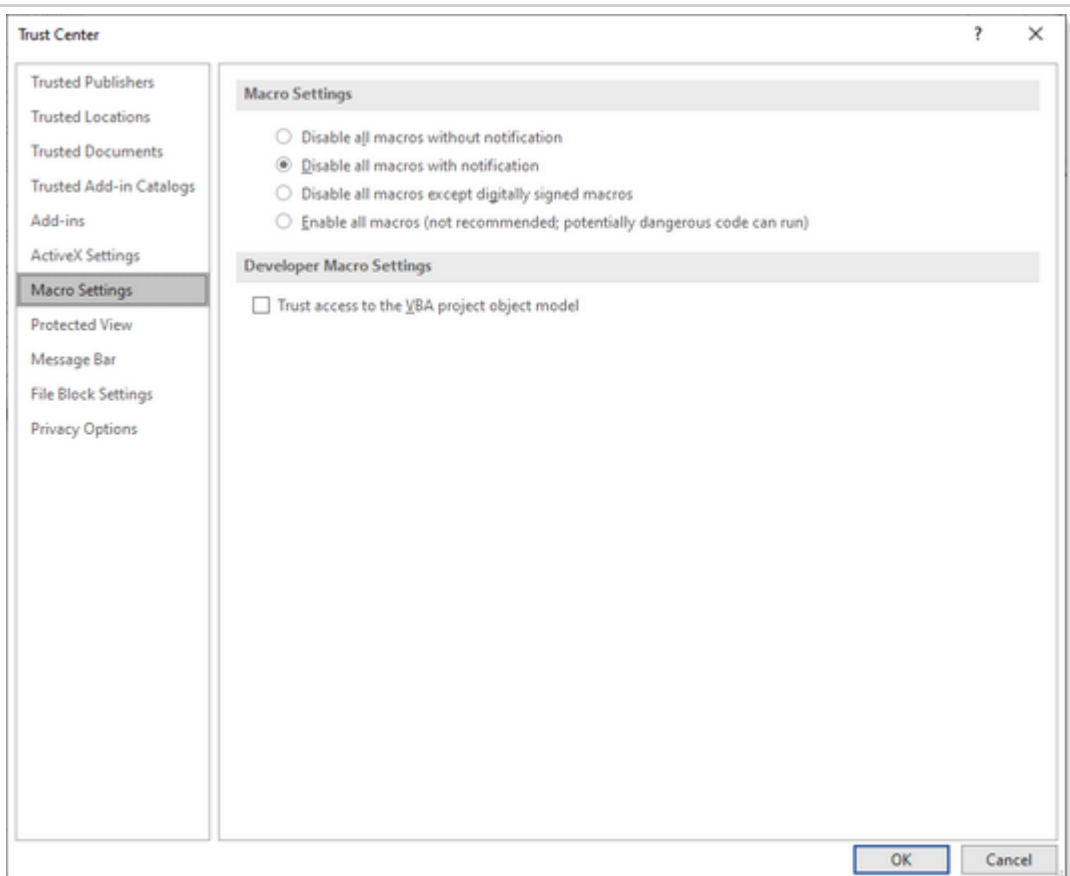 Trust Center
?
Trusted Publishers
Trusted Locations
Trusted Documents
Trusted Add-in Catalogs
Add-ins
ActiveX Settings
Macro Settings
Protected View
Message Bar
File Block Settings
Privacy Options
Macro Settings
Disable all macros without notification
Disable all macros with notification
Disable all macros except digitally signed macros
Enable all macros (not recommended; potentially dangerous code can run)
Developer Macro Settings
Trust access to the VBA project object model
OK
Cancel